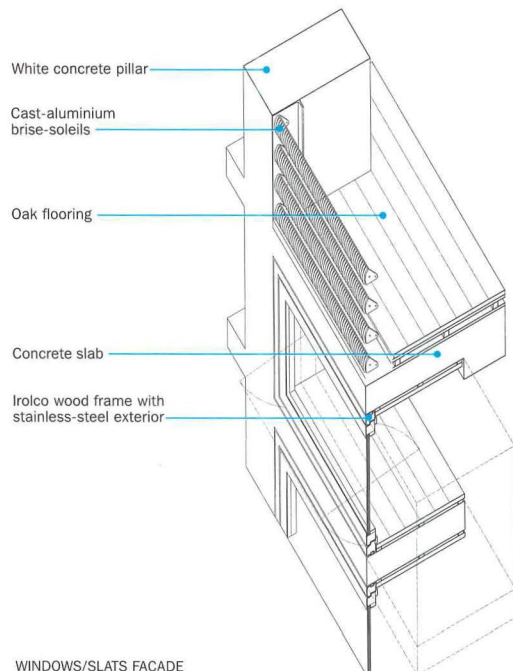 White concrete pillar
Cast-aluminium
brise-soleils
Oak flooring
Concrete slab
Irolco wood frame with
stainless-steel exterior
WINDOWS/SLATS FACADE